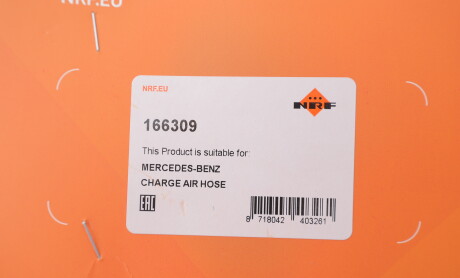 NRF.EU
NRF.EU
NRF
166309
This Product is suitable for
MERCEDES-BENZ
CHARGE AIR HOSE
EAC
8 718042 403261